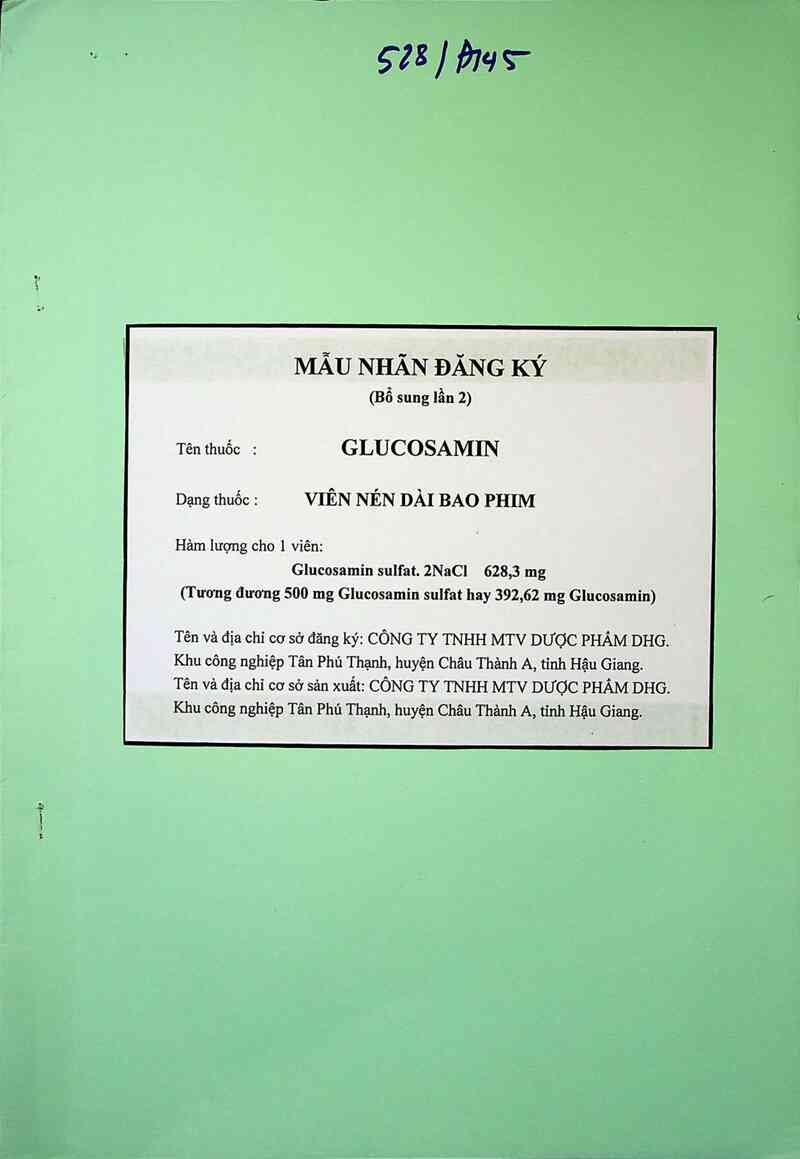 528/A145
MẪU NHÃN ĐĂNG KÝ
(Bổ sung lần 2)
Tên thuốc : GLUCOSAMIN
Dạng thuốc : VIÊN NÉN DÀI BAO PHIM
Hàm lượng cho 1 viên:
Glucosamin sulfat. 2NaCl 628,3 mg
(Tương đương 500 mg Glucosamin sulfat hay 392,62 mg Glucosamin)
Tên và địa chỉ cơ sở đăng ký: CÔNG TY TNHH MTV DƯỢC PHẨM DHG.
Khu công nghiệp Tân Phú Thạnh, huyện Châu Thành A, tỉnh Hậu Giang.
Tên và địa chỉ cơ sở sản xuất: CÔNG TY TNHH MTV DƯỢC PHẨM DHG.
Khu công nghiệp Tân Phú Thạnh, huyện Châu Thành A, tỉnh Hậu Giang.